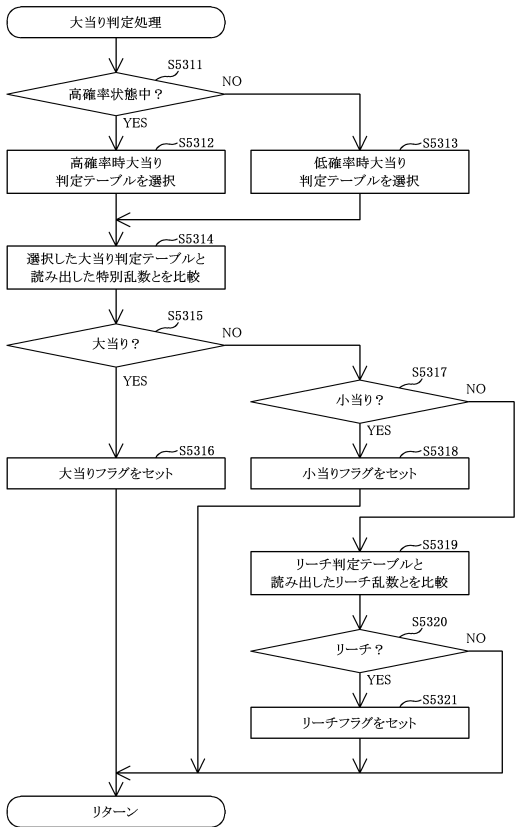 大当り判定処理
S5311
高確率状態中？
NO
YES
S5312
高確率時大当り
判定テーブルを選択
S5313
低確率時大当り
判定テーブルを選択
S5314
選択した大当り判定テーブルと
読み出した特別乱数とを比較
S5315
大当り？
NO
YES
S5317
小当り？
NO
YES
S5316
大当りフラグをセット
S5318
小当りフラグをセット
S5319
リーチ判定テーブルと
読み出したリーチ乱数とを比較
S5320
リーチ？
NO
YES
S5321
リーチフラグをセット
リターン